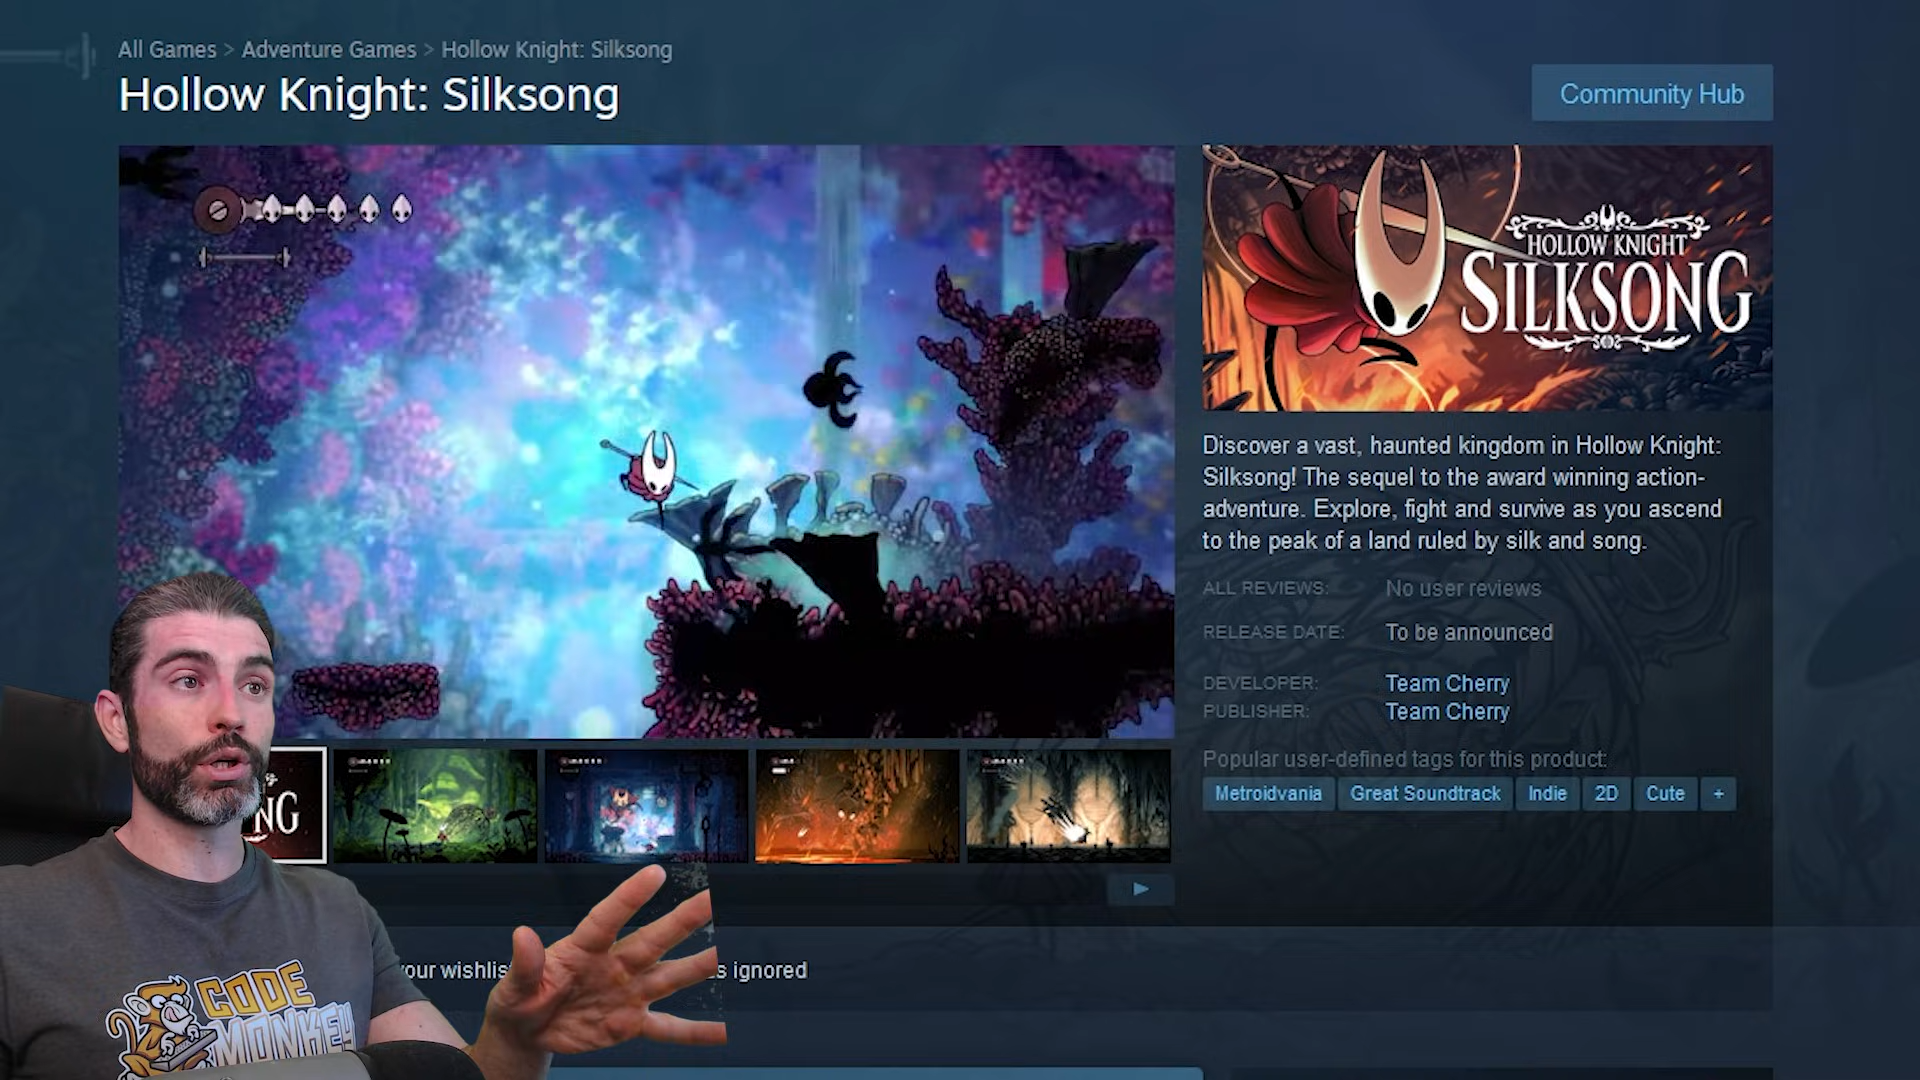 All Games > Adventure Games > Hollow Knight: Silksong
Hollow Knight: Silksong
Community Hub
HOLLOW KNIGHT
SILKSONG
Discover a vast, haunted kingdom in Hollow Knight:
Silksong! The sequel to the award winning action-
adventure. Explore, fight and survive as you ascend
to the peak of a land ruled by silk and song.
ALL REVIEWS: No user reviews
RELEASE DATE: To be announced
DEVELOPER: Team Cherry
PUBLISHER: Team Cherry
Popular user-defined tags for this product:
Metroidvania Great Soundtrack Indie 2D Cute +
NG
your wishlis
s ignored
CODE
MONKEY